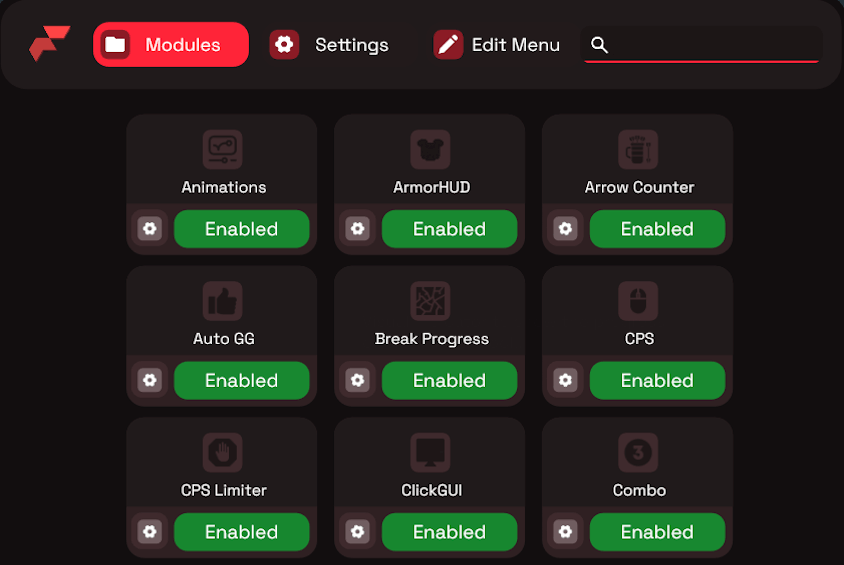 Modules Settings Edit Menu
Animations ArmorHUD Arrow Counter
Enabled Enabled Enabled
Auto GG Break Progress CPS
Enabled Enabled Enabled
CPS Limiter ClickGUI 3 Combo
Enabled Enabled Enabled